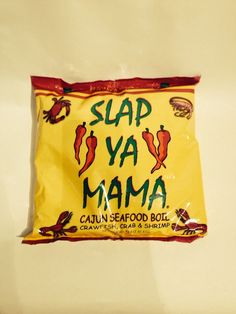 SLAP
YA
MAMA
CAJUN SEAFOOD BOIL
CRAWFISH, CRAB & SHRIMP